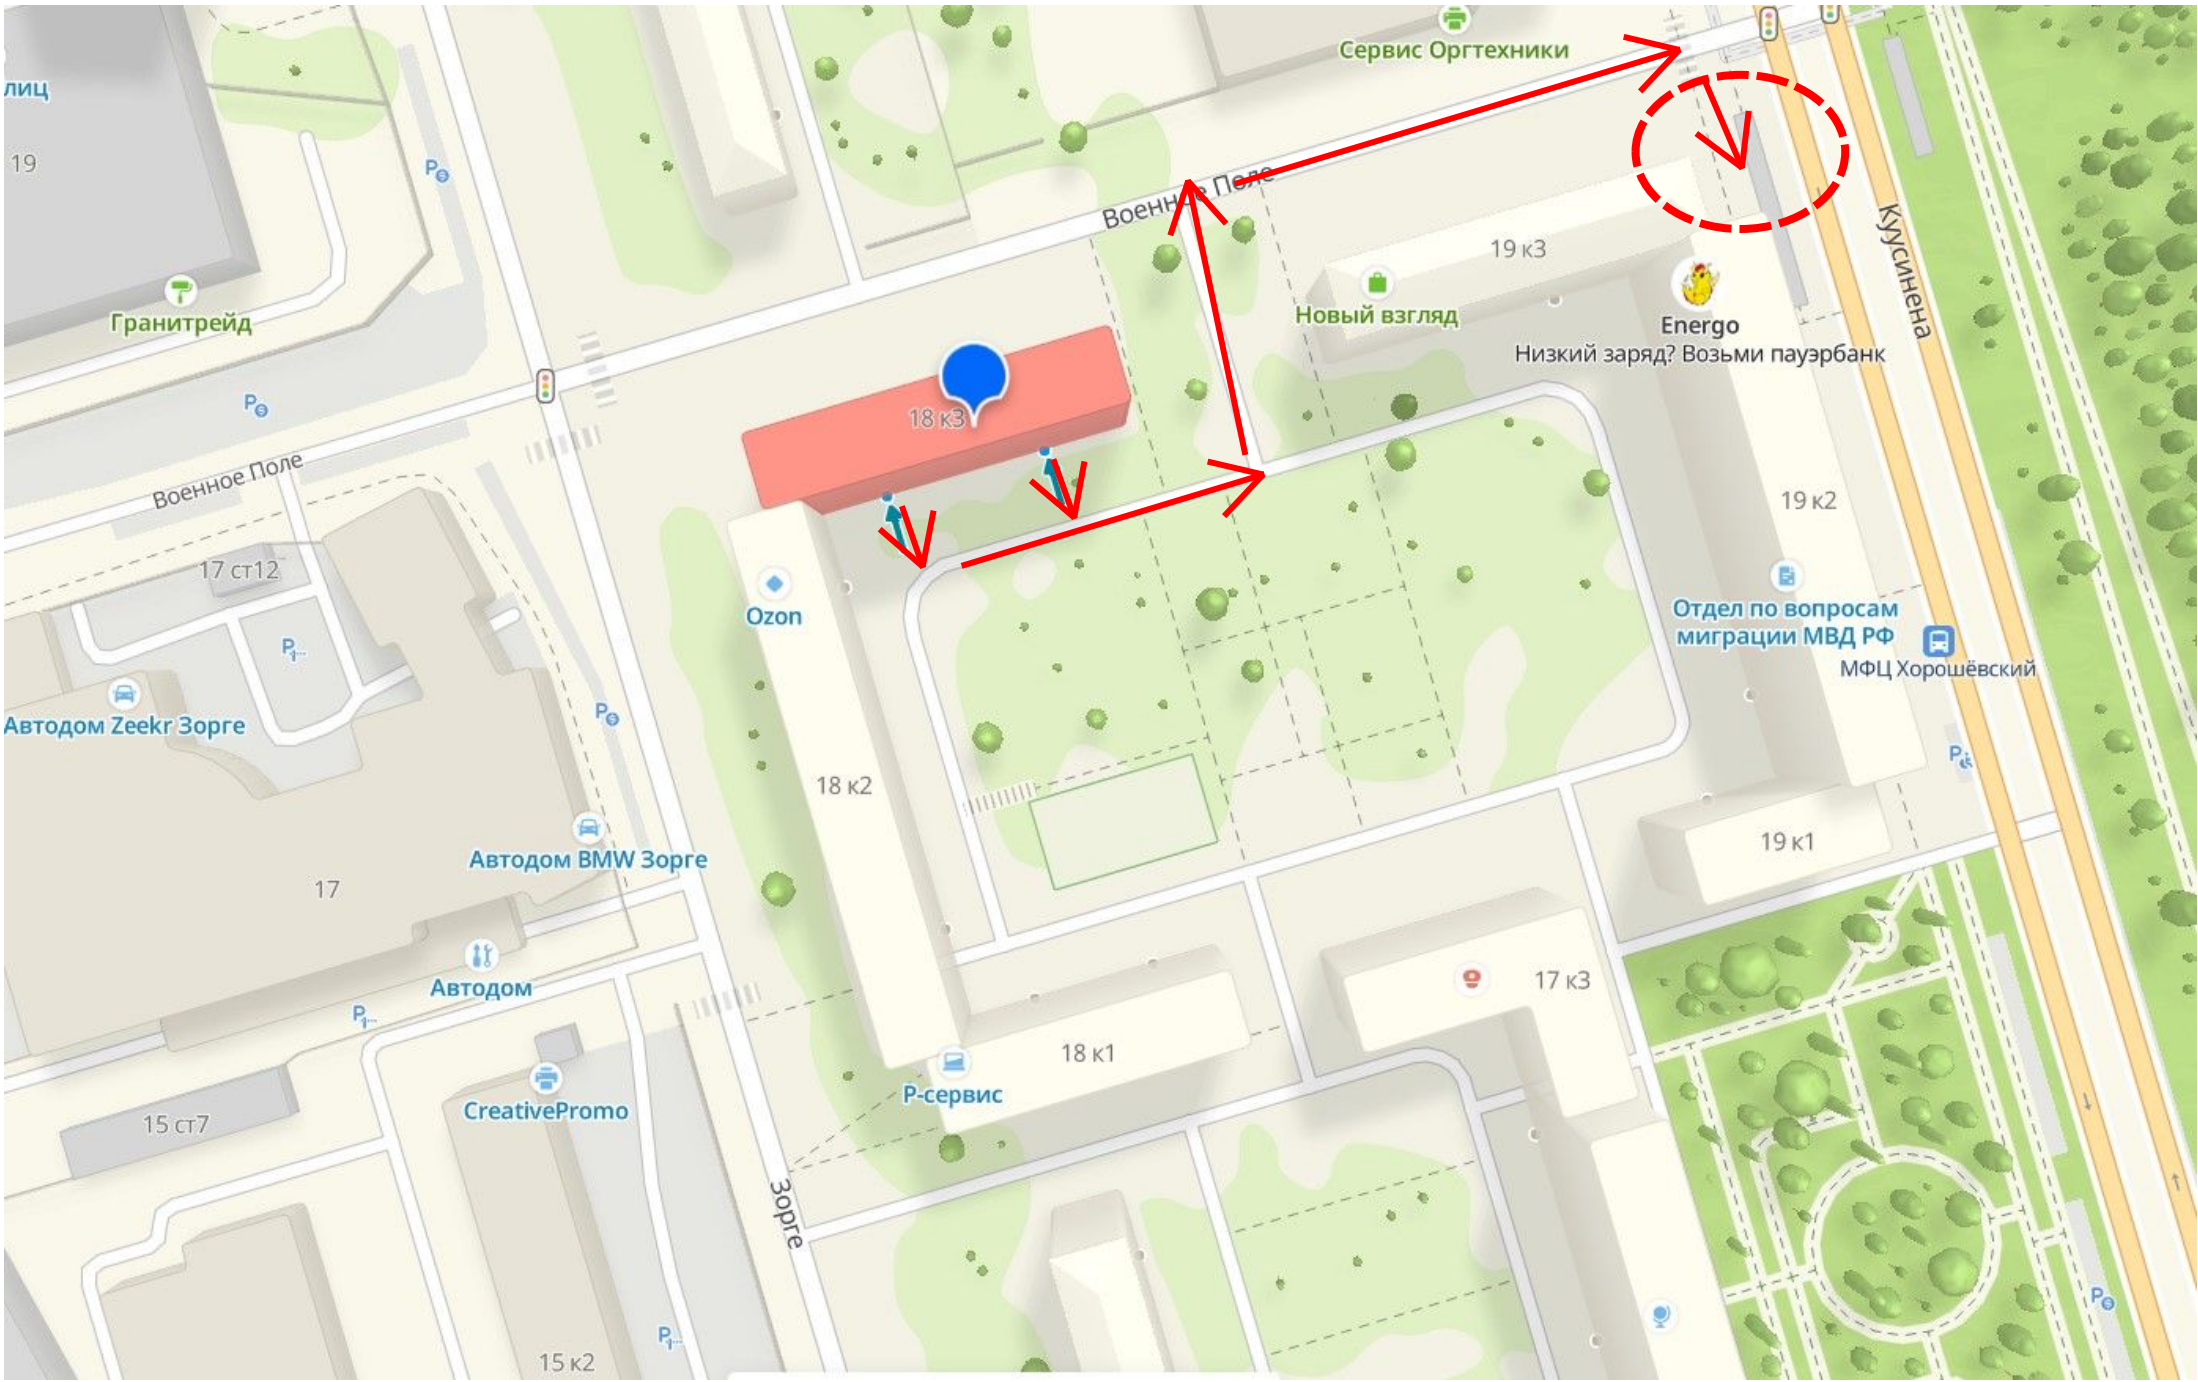 Сервис Оргтехники
лиц
19
Военное Поле
Куусинена
19 к3
Гранитрейд
Новый взгляд
Energo
Низкий заряд? Возьми пауэрбанк
18 к3
Военное Поле
19 к2
17 ст12
Ozon
Отдел по вопросам
миграции МВД РФ
МФЦ Хорошёвский
Автодом Zeekr Зорге
18 к2
Автодом BMW Зорге
19 к1
17
17 к3
Автодом
18 к1
Р-сервис
CreativePromo
15 ст7
Зорге
15 к2